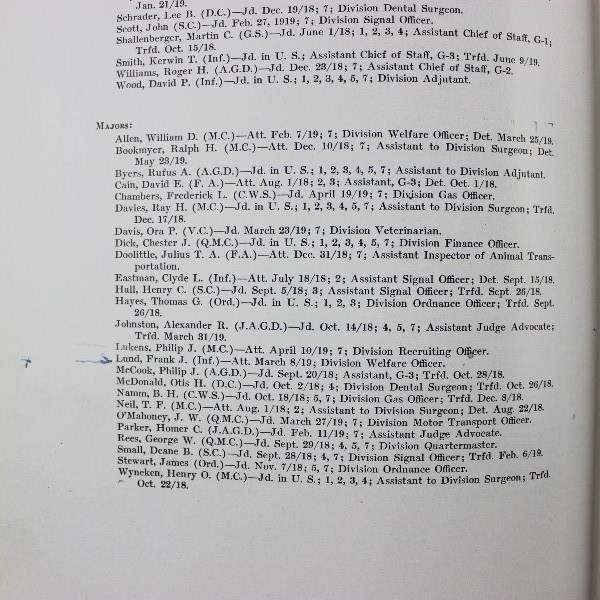 Jan. 21/19.
Schrader, Lee B. (D.C.)—Jd. Dec. 19/18; 7; Division Dental Surgeon.
Scott, John (S.C.)—Jd. Feb. 27, 1919; 7; Division Signal Officer.
Shallenberger, Martin C. (G.S.)—Jd. June 1/18; 1, 2, 3, 4; Assistant Chief of Staff, G-1;
Trfd. Oct. 15/18.
Smith, Kerwin T. (Inf.)—Jd. in U. S.; Assistant Chief of Staff, G-3; Trfd. June 9/19.
Williams, Roger H. (A.G.D.)—Jd. Dec. 23/18; 7; Assistant Chief of Staff, G-2.
Wood, David P. (Inf.)—Jd. in U. S.; 1, 2, 3, 4, 5, 7; Division Adjutant.
MAJORS:
Allen, William D. (M.C.)—Att. Feb. 7/19; 7; Division Welfare Officer; Det. March 25/19.
Bookmyer, Ralph H. (M.C.)—Att. Dec. 10/18; 7; Assistant to Division Surgeon; Det.
May 23/19.
Byers, Rufus A. (A.G.D.)—Jd. in U. S.; 1, 2, 3, 4, 5, 7; Assistant to Division Adjutant.
Cain, David E. (F. A.)—Att. Aug. 1/18; 2, 3; Assistant, G-3; Det. Oct. 1/18.
Chambers, Frederick L. (C.W.S.)—Jd. April 19/19; 7; Division Gas Officer.
Davies, Ray H. (M.C.)—Jd. in U. S.; 1, 2, 3, 4, 5, 7; Assistant to Division Surgeon; Trfd.
Dec. 17/18.
Davis, Ora P. (V.C.)—Jd. March 23/19; 7; Division Veterinarian.
Dick, Chester J. (Q.M.C.)—Jd. in U. S.; 1, 2, 3, 4, 5, 7; Division Finance Officer.
Doolittle, Julius T. A. (F.A.)—Att. Dec. 31/18; 7; Assistant Inspector of Animal Trans-
portation.
Eastman, Clyde L. (Inf.)—Att. July 18/18; 2; Assistant Signal Officer; Det. Sept. 15/18.
Hall, Henry C. (S.C.)—Jd. Sept. 5/18; 3; Assistant Signal Officer; Trfd. Sept. 26/18.
Hayes, Thomas G. (Ord.)—Jd. in U. S.; 1, 2, 3; Division Ordnance Officer; Trfd. Sept.
26/18.
Johnston, Alexander R. (J.A.G.D.)—Jd. Oct. 14/18; 4, 5, 7; Assistant Judge Advocate;
Trfd. March 31/19.
Lukens, Philip J. (M.C.)—Att. April 10/19; 7; Division Recruiting Officer.
Lund, Frank J. (Inf.)—Att. March 8/19; Division Welfare Officer.
McCook, Philip J. (A.G.D.)—Jd. Sept. 20/18; Assistant, G-3; Trfd. Oct. 28/18.
McDonald, Otis H. (D.C.)—Jd. Oct. 2/18; 4; Division Dental Surgeon; Trfd. Oct. 26/18.
Namm, B. H. (C.W.S.)—Jd. Oct. 18/18; 5, 7; Division Gas Officer; Trfd. Dec. 8/18.
Neil, T. F. (M.C.)—Att. Aug. 1/18; 2; Assistant to Division Surgeon; Det. Aug. 22/18.
O'Mahoney, J. W. (Q.M.C.)—Jd. March 27/19; 7; Division Motor Transport Officer.
Parker, Homer C. (J.A.G.D.)—Jd. Feb. 11/19; 7; Assistant Judge Advocate.
Rees, George W. (Q.M.C.)—Jd. Sept. 29/18; 4, 5, 7; Division Quartermaster.
Small, Deane B. (S.C.)—Jd. Sept. 28/18; 4, 7; Division Signal Officer; Trfd. Feb. 6/19.
Stewart, James (Ord.)—Jd. Nov. 7/18; 5, 7; Division Ordnance Officer.
Wyneken, Henry O. (M.C.)—Jd. in U. S.; 1, 2, 3, 4; Assistant to Division Surgeon; Trfd.
Oct. 22/18.